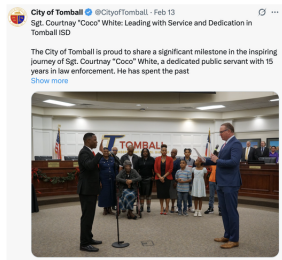 City of Tomball @CityofTomball · Feb 13
Sgt. Courtnay "Coco" White: Leading with Service and Dedication in
Tomball ISD
The City of Tomball is proud to share a significant milestone in the inspiring
journey of Sgt. Courtnay "Coco" White, a dedicated public servant with 15
years in law enforcement. He has spent the past
Show more
TOMBALL